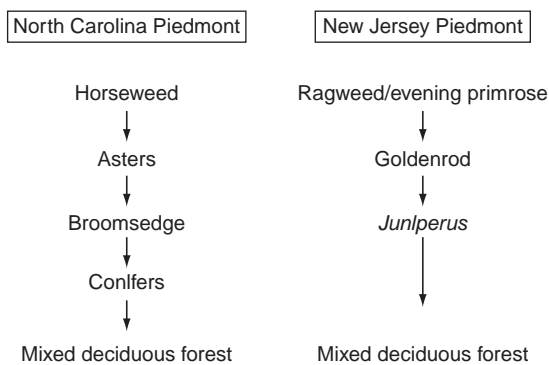 North Carolina Piedmont
Horseweed
Asters
Broomsedge
Conlfers
Mixed deciduous forest
New Jersey Piedmont
Ragweed/evening primrose
Goldenrod
Junlperus
Mixed deciduous forest